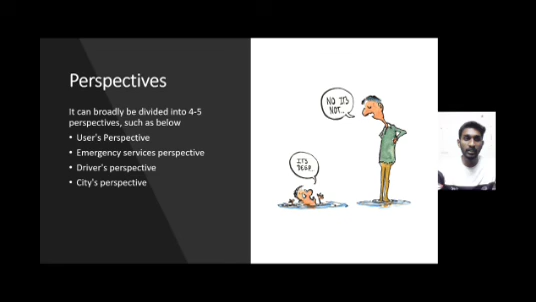 Perspectives
It can broadly be divided into 4-5
perspectives, such as below
• User's Perspective
• Emergency services perspective
• Driver's perspective
• City's perspective
NO IT'S
NOT..
IT'S
DEEP..